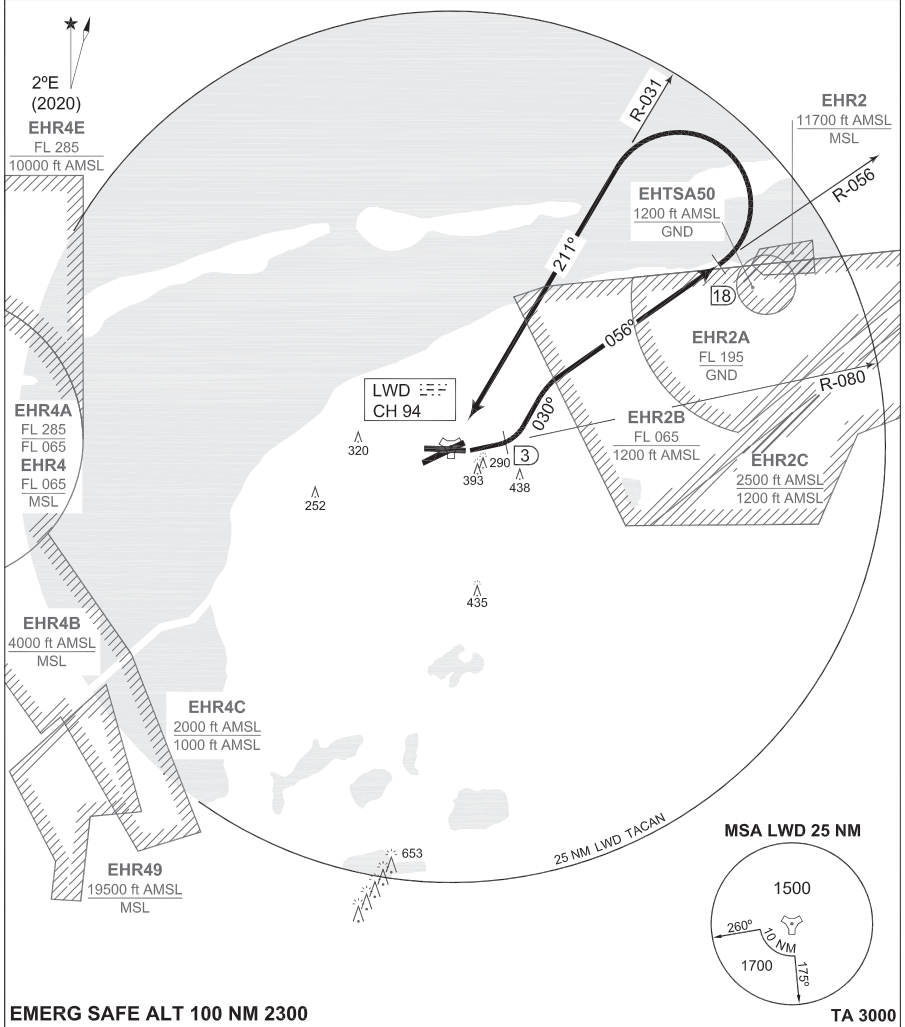 2ºE
(2020)
EHR4E
FL 285
10000 ft AMSL
R-031
EHR2
11700 ft AMSL
MSL
R-056
EHTSA50
1200 ft AMSL
GND
211º
18
056º
EHR2A
FL 195
GND
R-080
LWD
CH 94
030º
EHR4A
FL 285
FL 065
EHR4
FL 065
MSL
EHR2B
FL 065
1200 ft AMSL
EHR2C
2500 ft AMSL
1200 ft AMSL
320
3
290
393
438
252
435
EHR4B
4000 ft AMSL
MSL
EHR4C
2000 ft AMSL
1000 ft AMSL
EHR49
19500 ft AMSL
MSL
653
25 NM LWD TACAN
MSA LWD 25 NM
1500
260º
10 NM
1700
175º
EMERG SAFE ALT 100 NM 2300
TA 3000